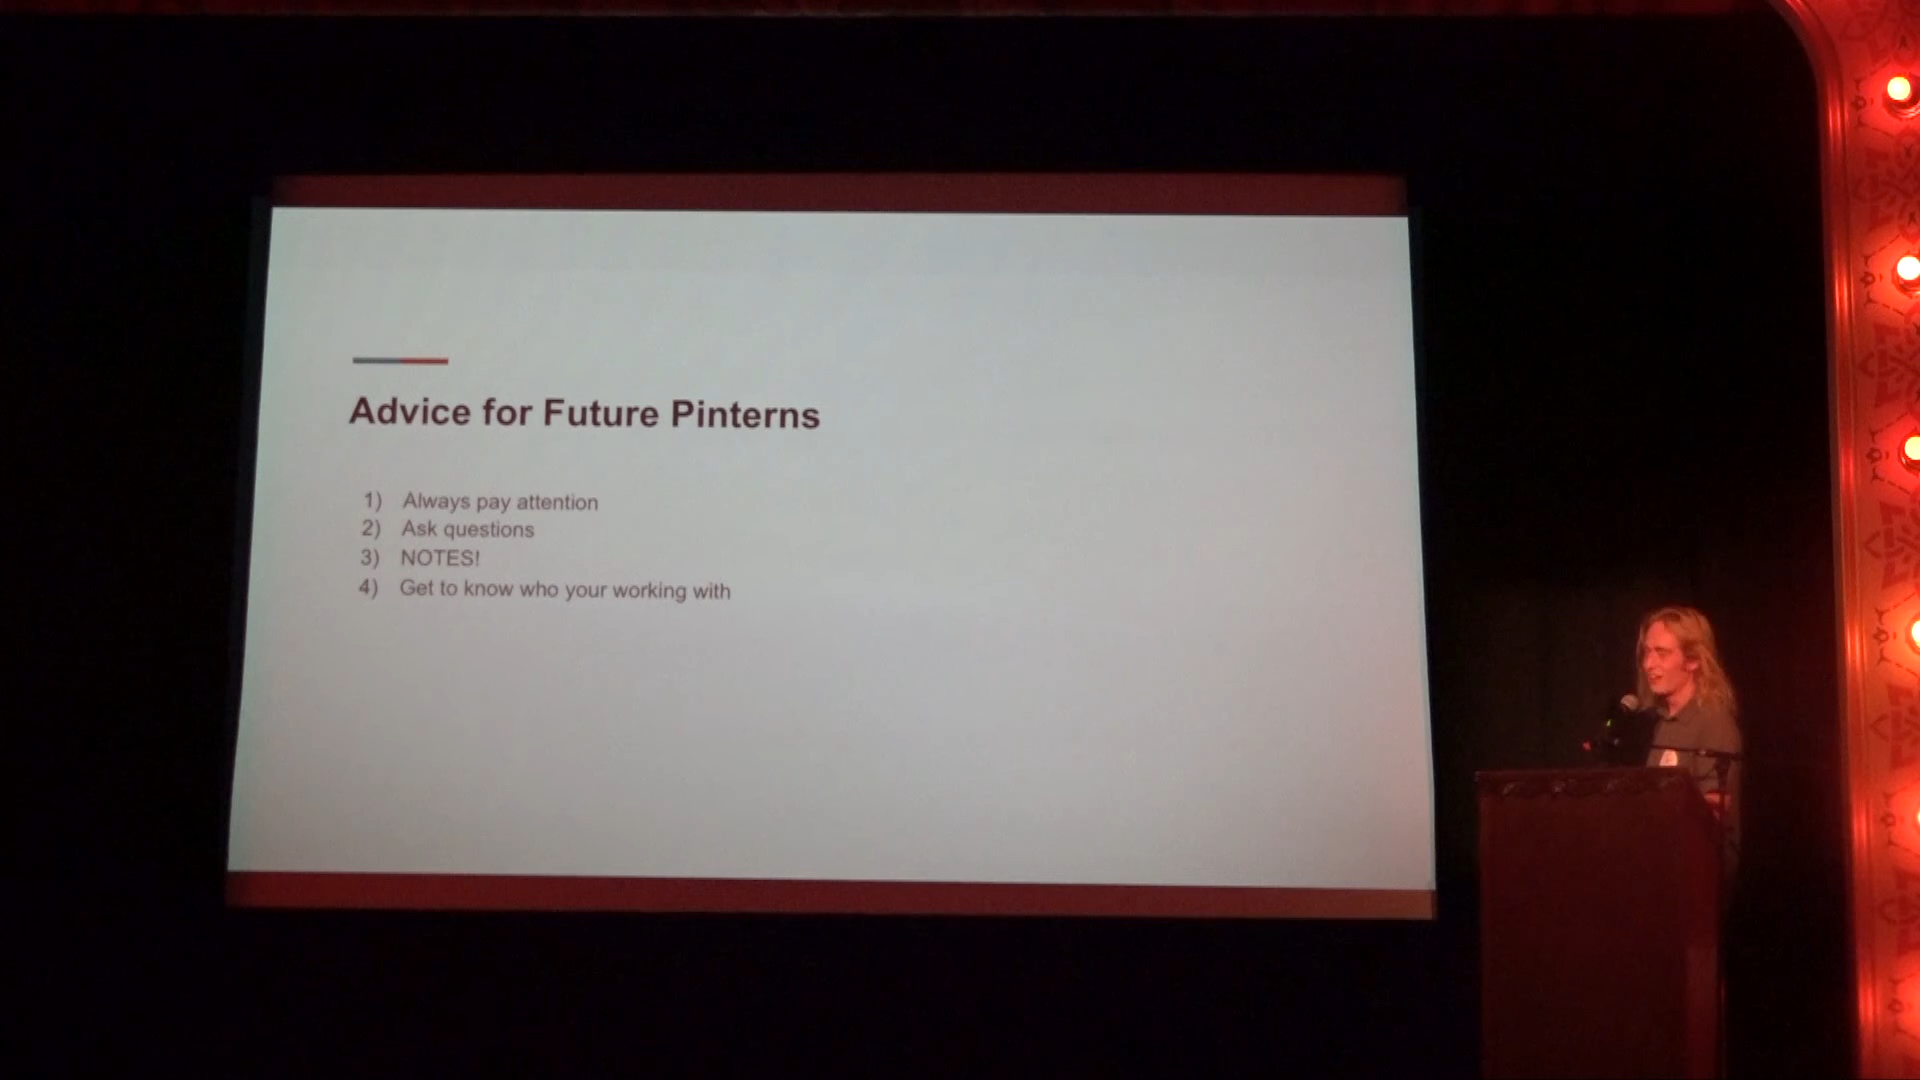 Advice for Future Pinterns
1) Always pay attention
2) Ask questions
3) NOTES!
4) Get to know who your working with